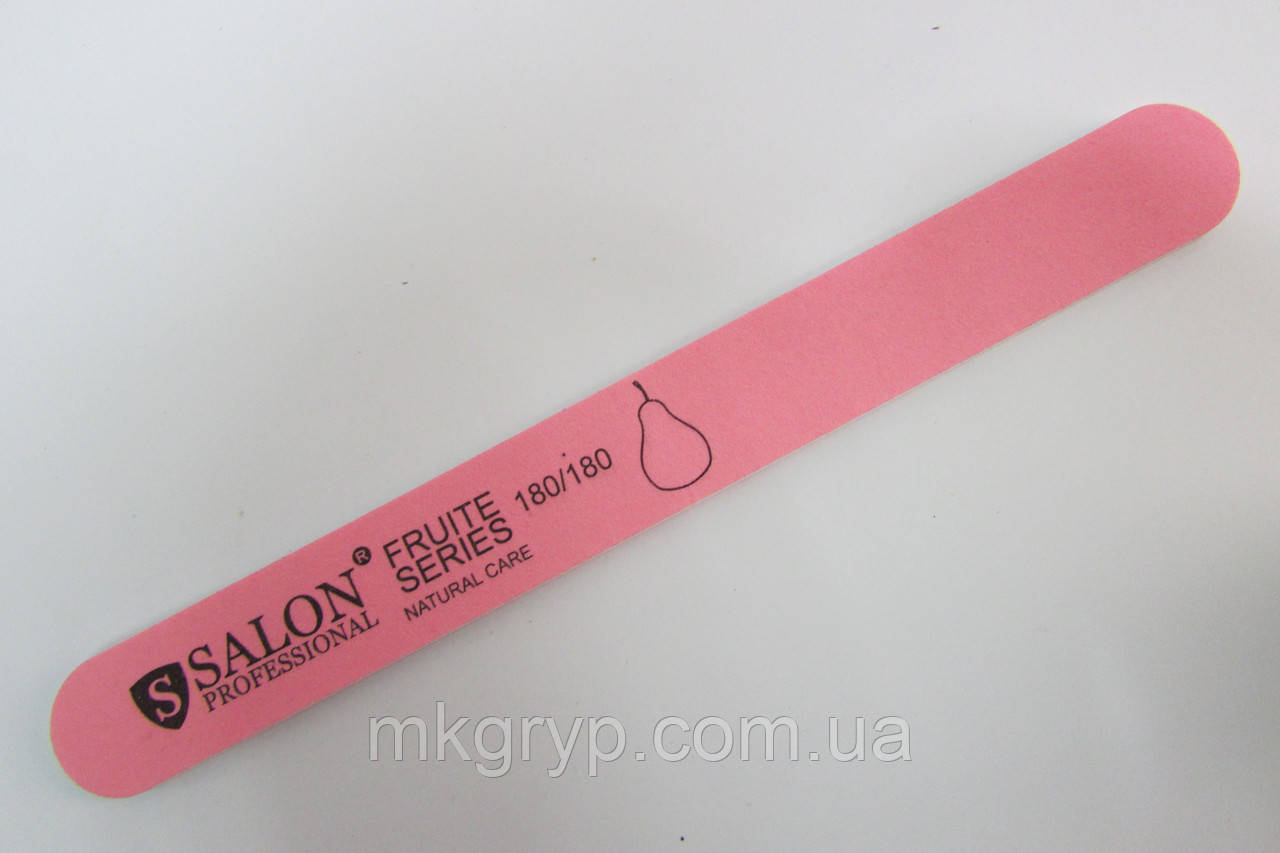 S
SALON®
PROFESSIONAL
FRUITE
SERIES
180/180
NATURAL CARE
mkgryp.com.ua